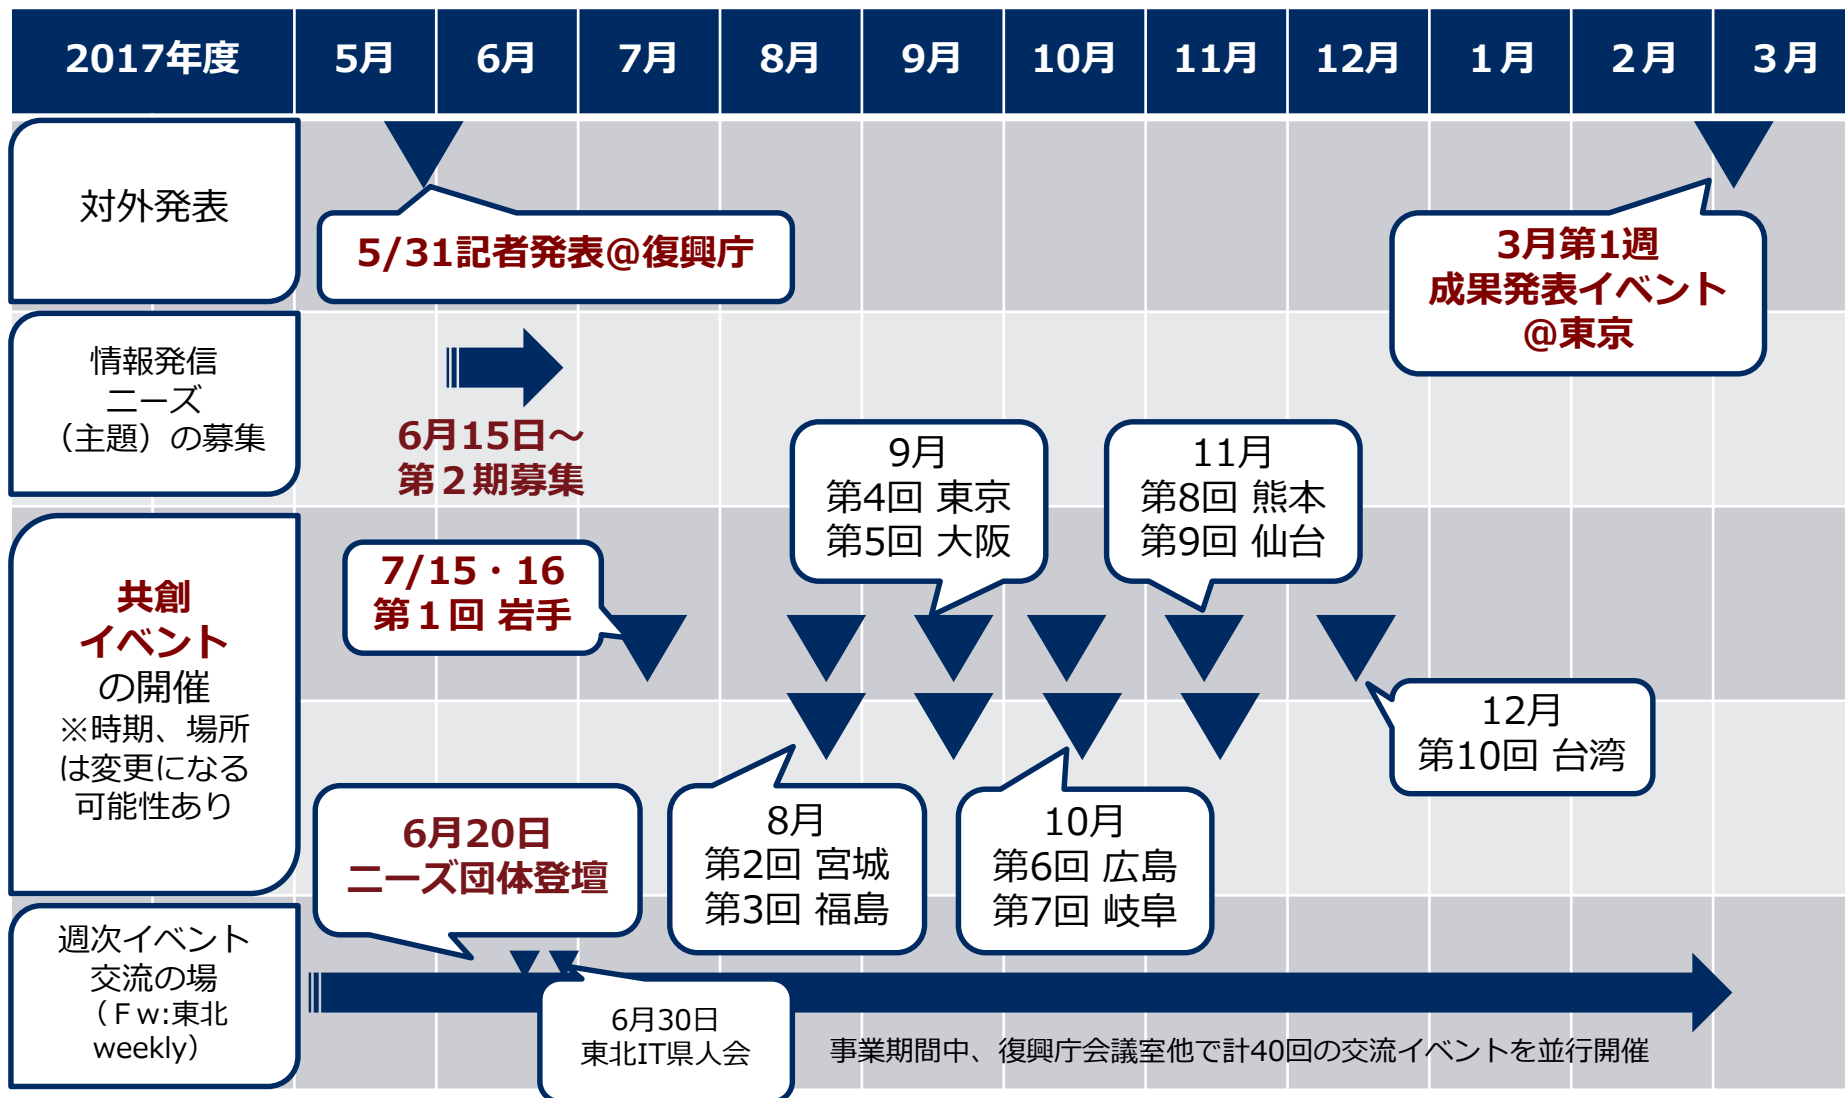 2017年度
5月
6月
7月
8月
9月
10月
11月
12月
1月
2月
3月
対外発表
5/31記者発表@復興庁
3月第1週
成果発表イベント
@東京
情報発信
ニーズ
（主題）の募集
6月15日～
第２期募集
共創
イベント
の開催
※時期、場所
は変更になる
可能性あり
7/15・16
第１回 岩手
9月
第4回 東京
第5回 大阪
11月
第8回 熊本
第9回 仙台
12月
第10回 台湾
8月
第2回 宮城
第3回 福島
10月
第6回 広島
第7回 岐阜
6月20日
ニーズ団体登壇
週次イベント
交流の場
（Ｆw:東北
weekly）
6月30日
東北IT県人会
事業期間中、復興庁会議室他で計40回の交流イベントを並行開催